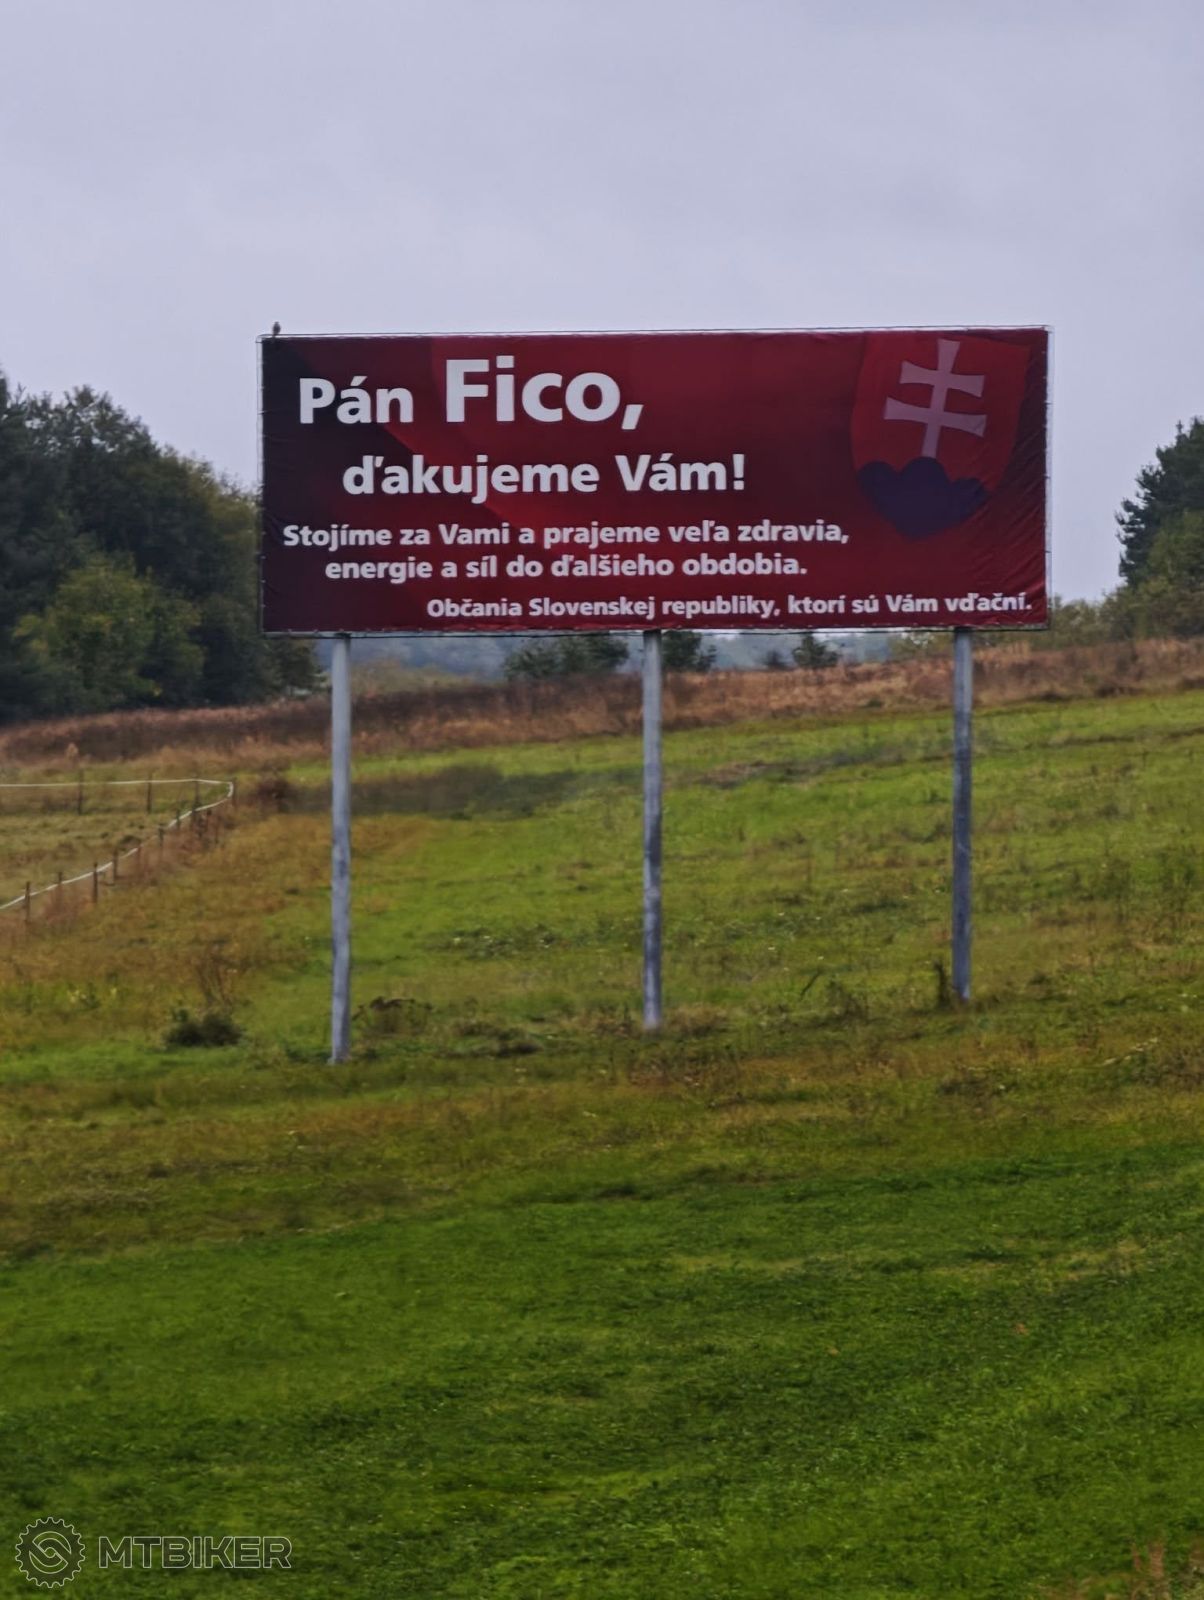 Pán Fico,
ďakujeme Vám!
Stojíme za Vami a prajeme veľa zdravia,
energie a síl do ďalšieho obdobia.
Občania Slovenskej republiky, ktorí sú Vám vďační.
MTBIKER